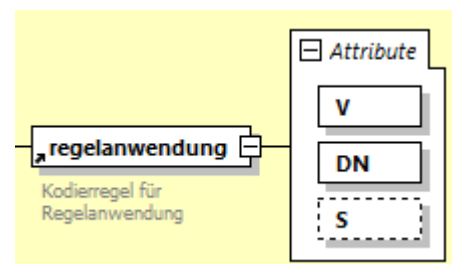 Attribute
V
regelanwendung
DN
Kodierregel für
Regelanwendung
S